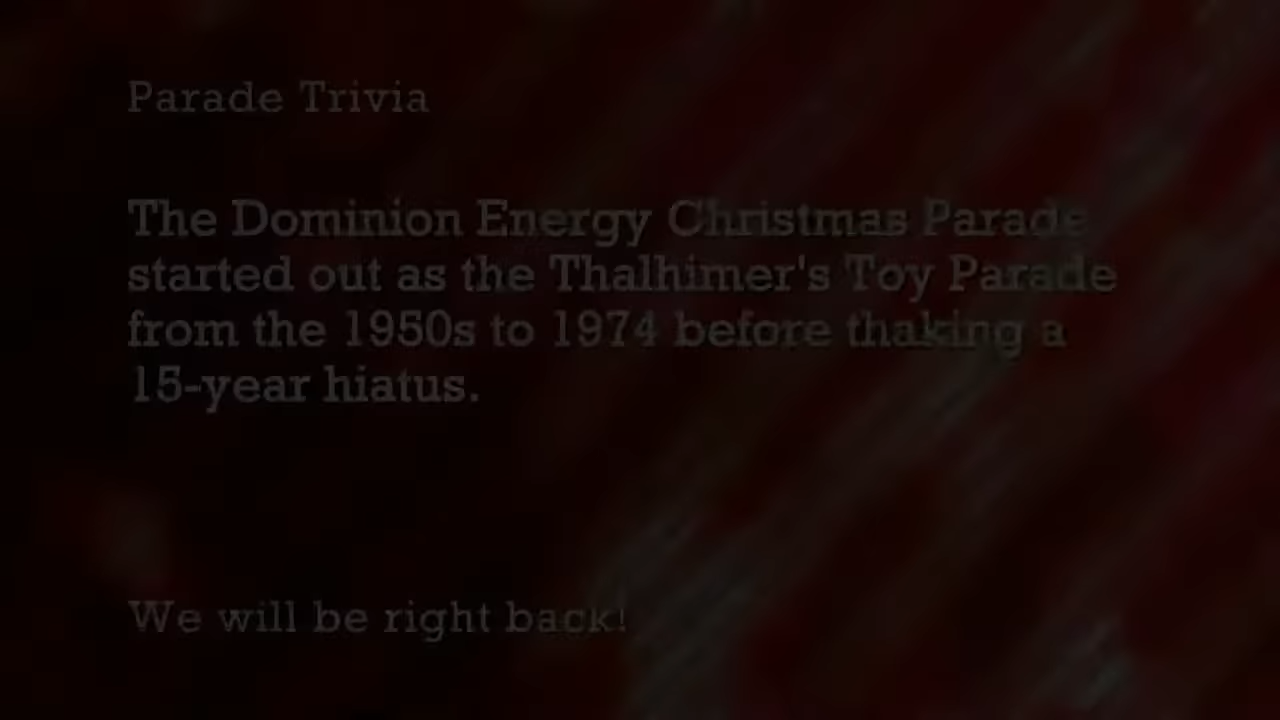 Parade Trivia
The Dominion Energy Christmas Parade
started out as the Thalhimer's Toy Parade
from the 1950s to 1974 before thaking a
15-year hiatus.
We will be right back!